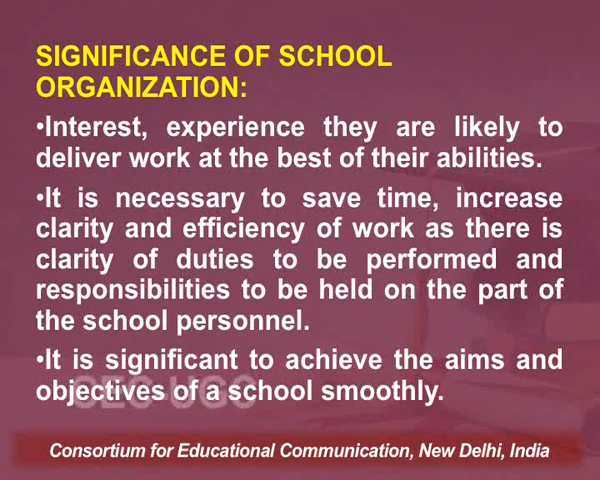 SIGNIFICANCE OF SCHOOL
ORGANIZATION:
•Interest, experience they are likely to
deliver work at the best of their abilities.
•It is necessary to save time, increase
clarity and efficiency of work as there is
clarity of duties to be performed and
responsibilities to be held on the part of
the school personnel.
•It is significant to achieve the aims and
objectives of a school smoothly.
CEC-UGC
Consortium for Educational Communication, New Delhi, India